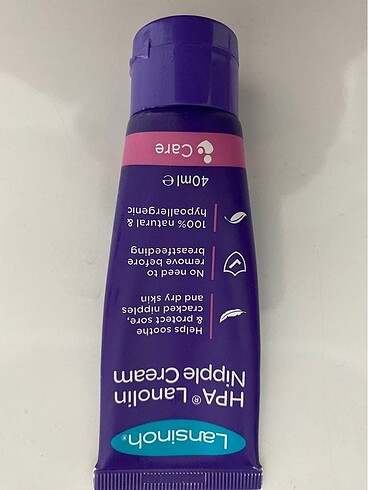 Lansinoh®
HPA® Lanolin
Nipple Cream
Helps soothe
& protect sore,
cracked nipples
and dry skin
No need to
remove before
breastfeeding
100% natural &
hypoallergenic
40ml ℮
Care